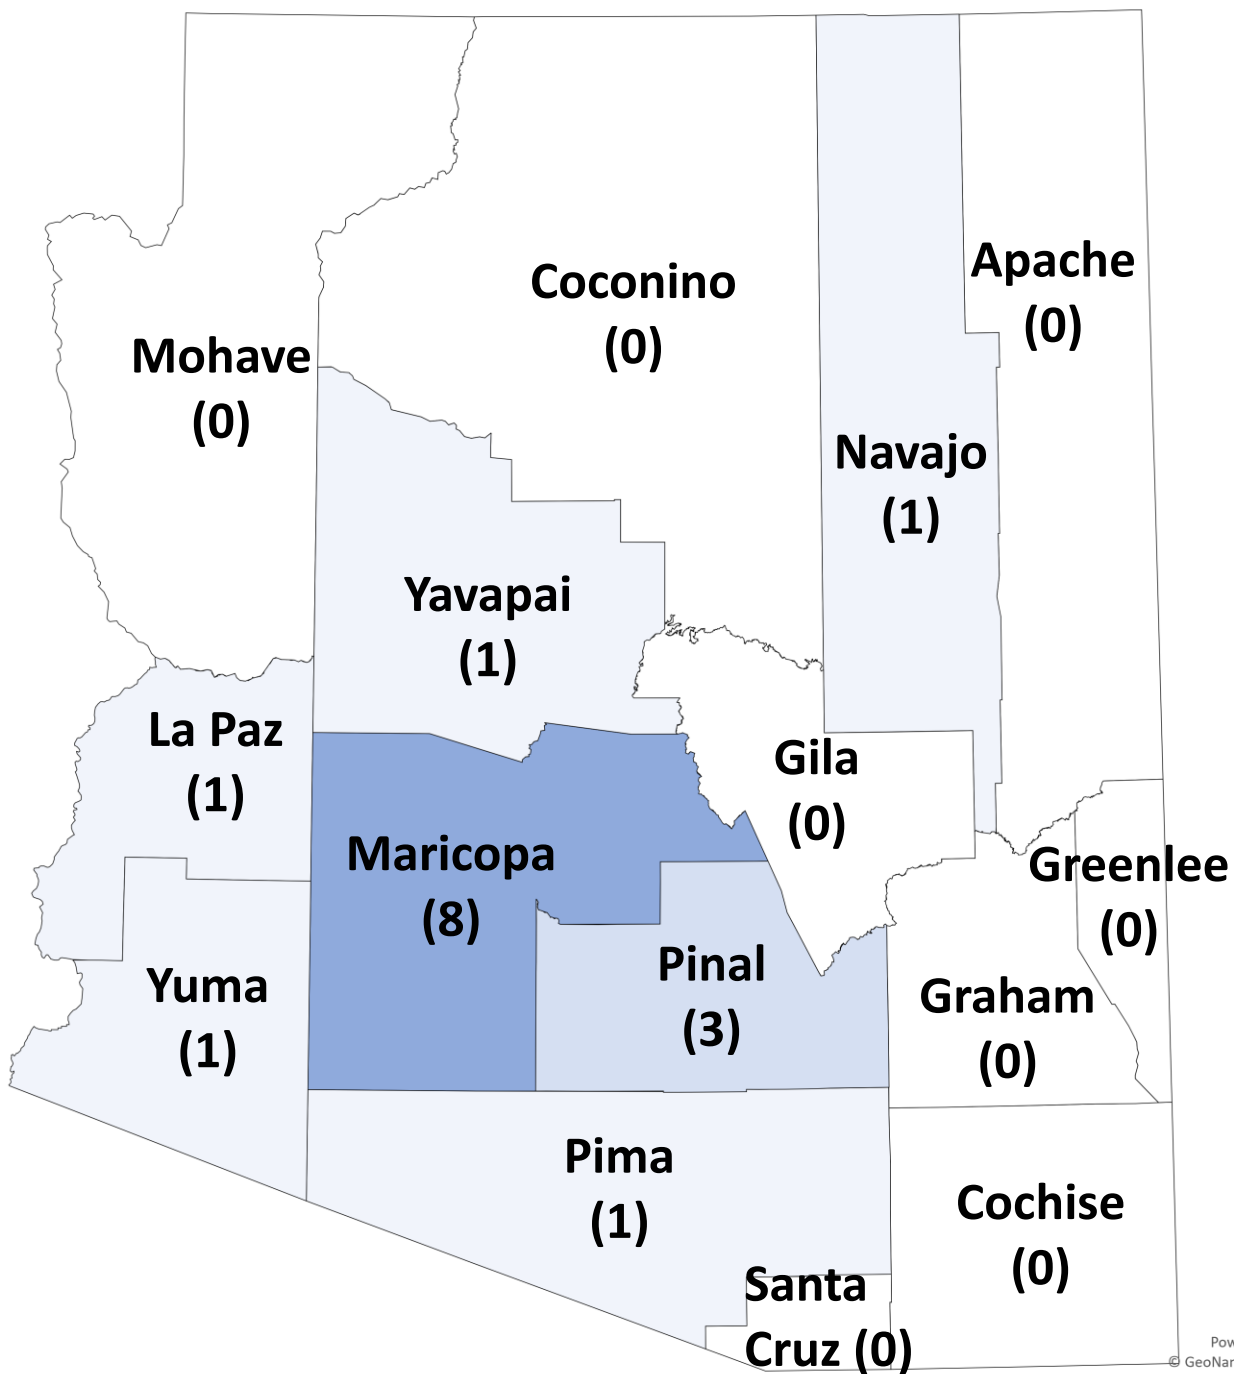 Apache
(0)
Coconino
(0)
Mohave
(0)
Navajo
(1)
Yavapai
(1)
La Paz
(1)
Gila
(0)
Maricopa
(8)
Greenlee
(0)
Pinal
(3)
Yuma
(1)
Graham
(0)
Pima
(1)
Cochise
(0)
Santa
Cruz (0)
©